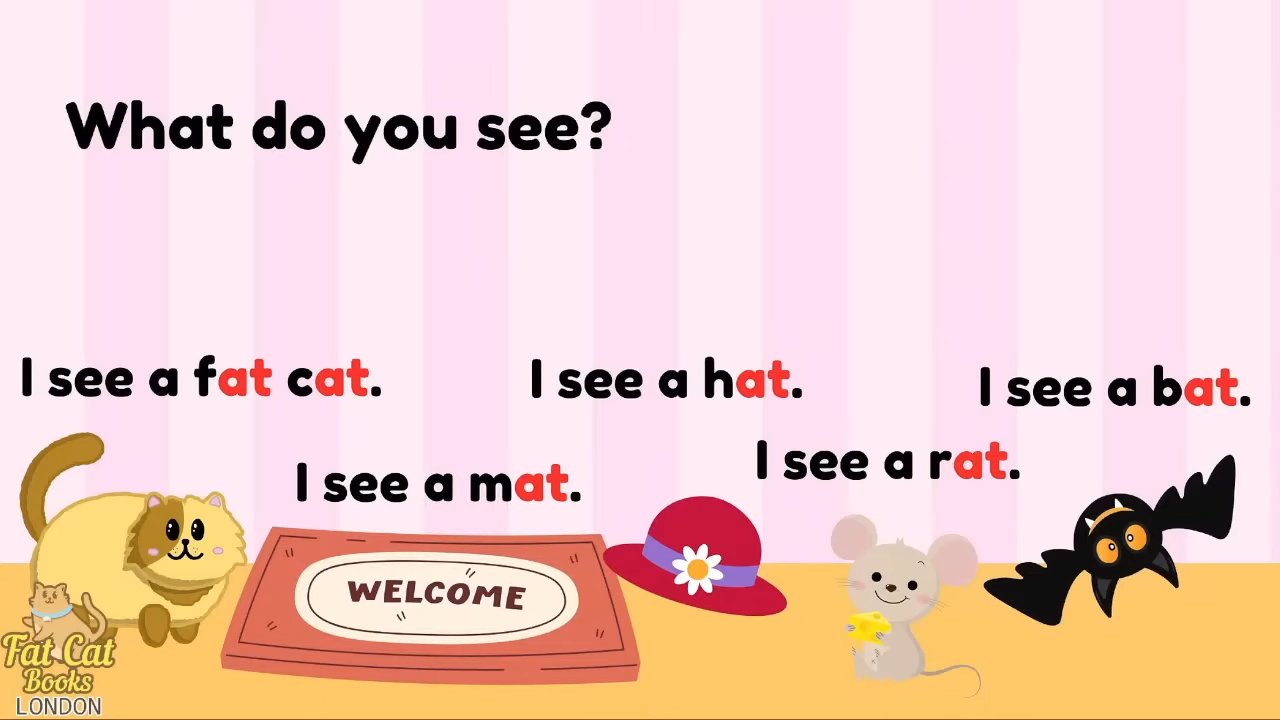 What do you see?
I see a fat cat.
I see a hat.
I see a bat.
I see a mat.
I see a rat.
WELCOME
Fat Cat
Books
LONDON